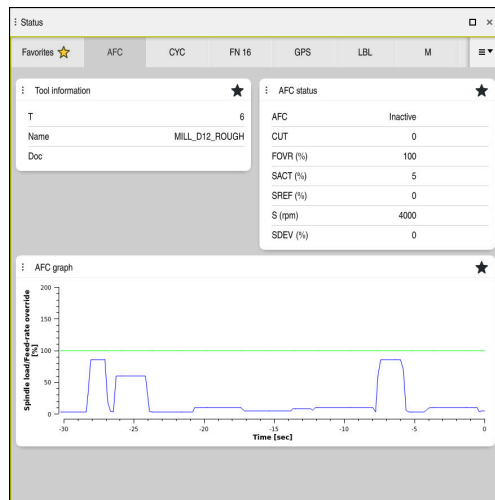 Status
Favorites AFC CYC FN 16 GPS LBL M
Tool information
T 6
Name MILL_D12_ROUGH
Doc
AFC status
AFC Inactive
CUT 0
FOVR (%) 100
SACT (%) 5
SREF (%) 0
S (rpm) 4000
SDEV (%) 0
AFC graph
Spindle load/Feed-rate override
[%]
200
150
100
50
0
-30 -25 -20 -15 -10 -5 0
Time [sec]